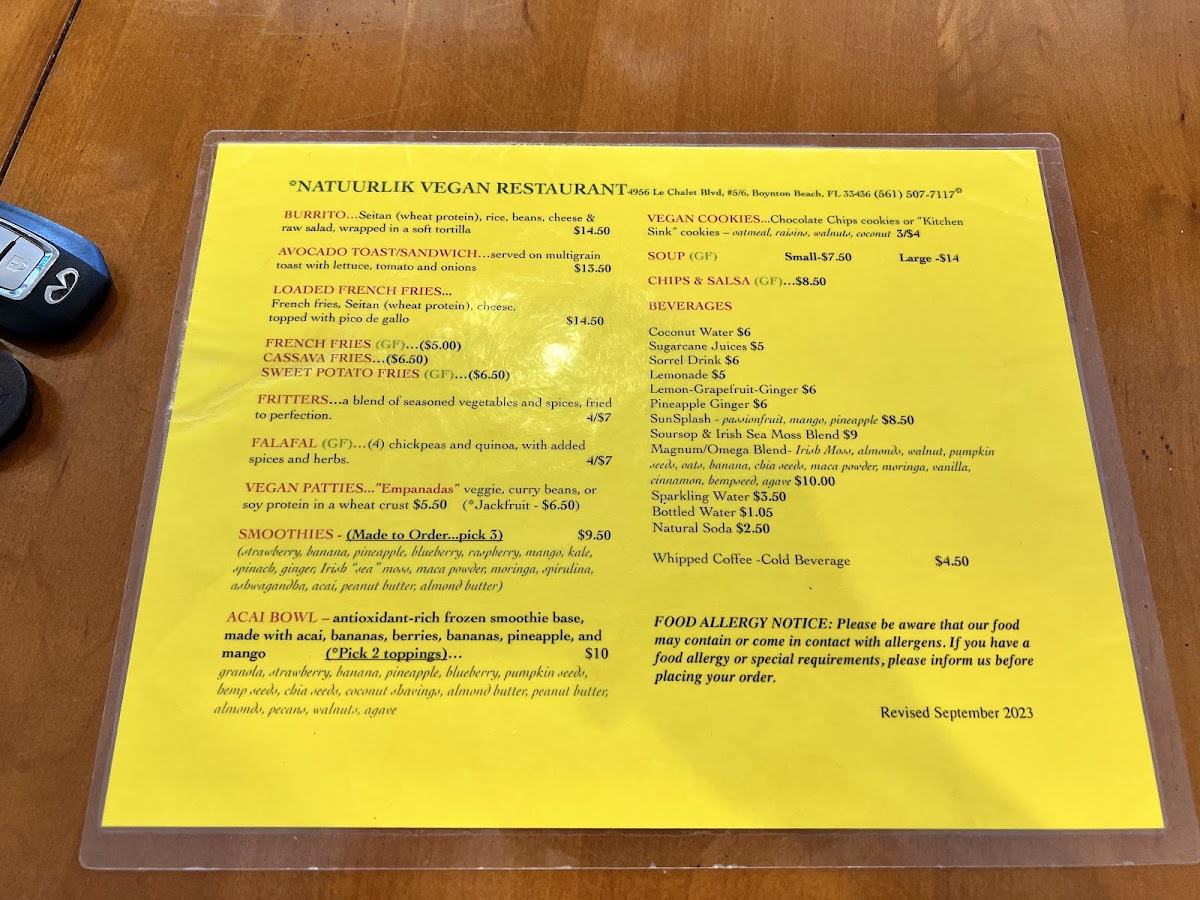 *NATUURLIK VEGAN RESTAURANT 4956 Le Chalet Blvd, #5/6, Boynton Beach, FL 33436 (561) 507-7117*
BURRITO...Seitan (wheat protein), rice, beans, cheese &
raw salad, wrapped in a soft tortilla $14.50
AVOCADO TOAST/SANDWICH...served on multigrain
toast with lettuce, tomato and onions $13.50
LOADED FRENCH FRIES...
French fries, Seitan (wheat protein), cheese,
topped with pico de gallo $14.50
FRENCH FRIES (GF)...($5.00)
CASSAVA FRIES...($6.50)
SWEET POTATO FRIES (GF)...($6.50)
FRITTERS...a blend of seasoned vegetables and spices, fried
to perfection. 4/$7
FALAFAL (GF)...(4) chickpeas and quinoa, with added
spices and herbs. 4/$7
VEGAN PATTIES..."Empanadas" veggie, curry beans, or
soy protein in a wheat crust $5.50 (*Jackfruit - $6.50)
SMOOTHIES - (Made to Order...pick 3) $9.50
(strawberry, banana, pineapple, blueberry, raspberry, mango, kale,
spinach, ginger, Irish "sea" moss, maca powder, moringa, spirulina,
ashwagandha, acai, peanut butter, almond butter)
ACAI BOWL – antioxidant-rich frozen smoothie base,
made with acai, bananas, berries, bananas, pineapple, and
mango (*Pick 2 toppings)... $10
granola, strawberry, banana, pineapple, blueberry, pumpkin seeds,
hemp seeds, chia seeds, coconut shavings, almond butter, peanut butter,
almonds, pecans, walnuts, agave
VEGAN COOKIES...Chocolate Chips cookies or "Kitchen
Sink" cookies – oatmeal, raisins, walnuts, coconut 3/$4
SOUP (GF) Small-$7.50 Large -$14
CHIPS & SALSA (GF)...$8.50
BEVERAGES
Coconut Water $6
Sugarcane Juices $5
Sorrel Drink $6
Lemonade $5
Lemon-Grapefruit-Ginger $6
Pineapple Ginger $6
SunSplash - passionfruit, mango, pineapple $8.50
Soursop & Irish Sea Moss Blend $9
Magnum/Omega Blend- Irish Moss, almonds, walnut, pumpkin
seeds, oats, banana, chia seeds, maca powder, moringa, vanilla,
cinnamon, hempseed, agave $10.00
Sparkling Water $3.50
Bottled Water $1.05
Natural Soda $2.50
Whipped Coffee -Cold Beverage $4.50
FOOD ALLERGY NOTICE: Please be aware that our food
may contain or come in contact with allergens. If you have a
food allergy or special requirements, please inform us before
placing your order.
Revised September 2023